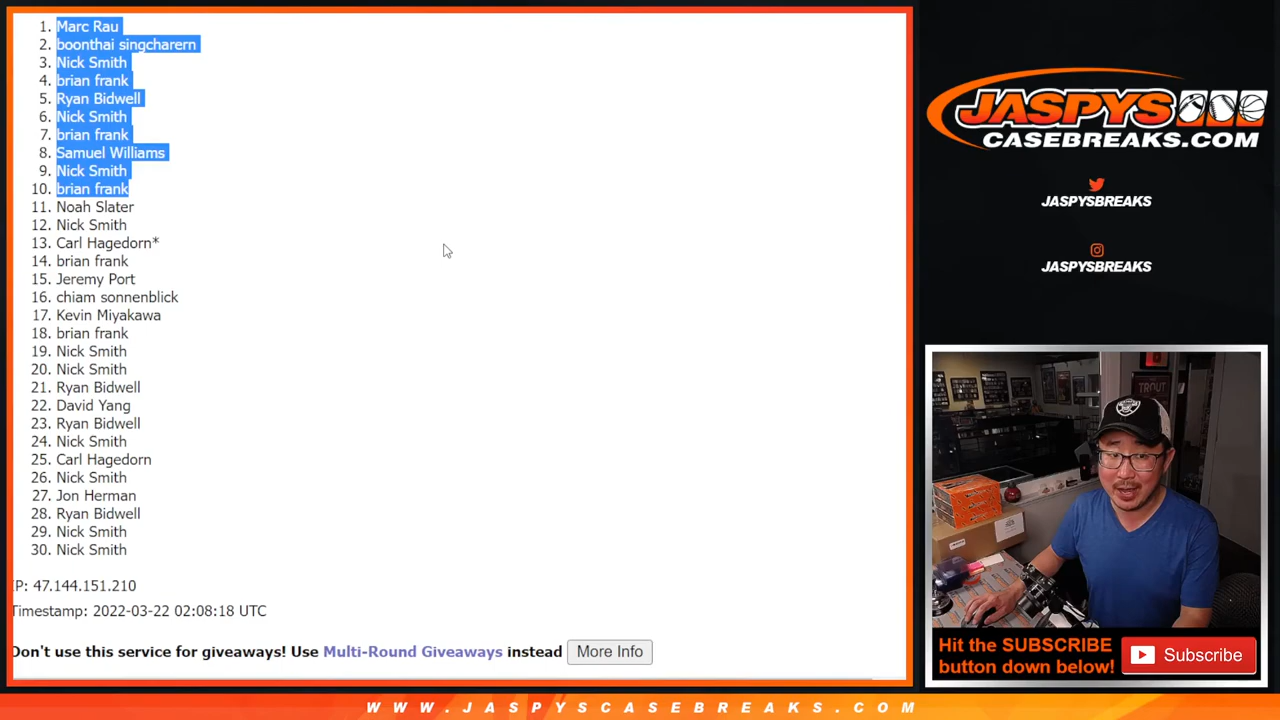 1. Marc Rau
2. boonthai singcharern
3. Nick Smith
4. brian frank
5. Ryan Bidwell
6. Nick Smith
7. brian frank
8. Samuel Williams
9. Nick Smith
10. brian frank
11. Noah Slater
12. Nick Smith
13. Carl Hagedorn*
14. brian frank
15. Jeremy Port
16. chiam sonnenblick
17. Kevin Miyakawa
18. brian frank
19. Nick Smith
20. Nick Smith
21. Ryan Bidwell
22. David Yang
23. Ryan Bidwell
24. Nick Smith
25. Carl Hagedorn
26. Nick Smith
27. Jon Herman
28. Ryan Bidwell
29. Nick Smith
30. Nick Smith
IP: 47.144.151.210
Timestamp: 2022-03-22 02:08:18 UTC
Don't use this service for giveaways! Use Multi-Round Giveaways instead More Info
JASPYS
CASEBREAKS.COM
JASPYSBREAKS
JASPYSBREAKS
TROUT
Hit the SUBSCRIBE
button down below!
Subscribe
WWW.JASPYSCASEBREAKS.COM